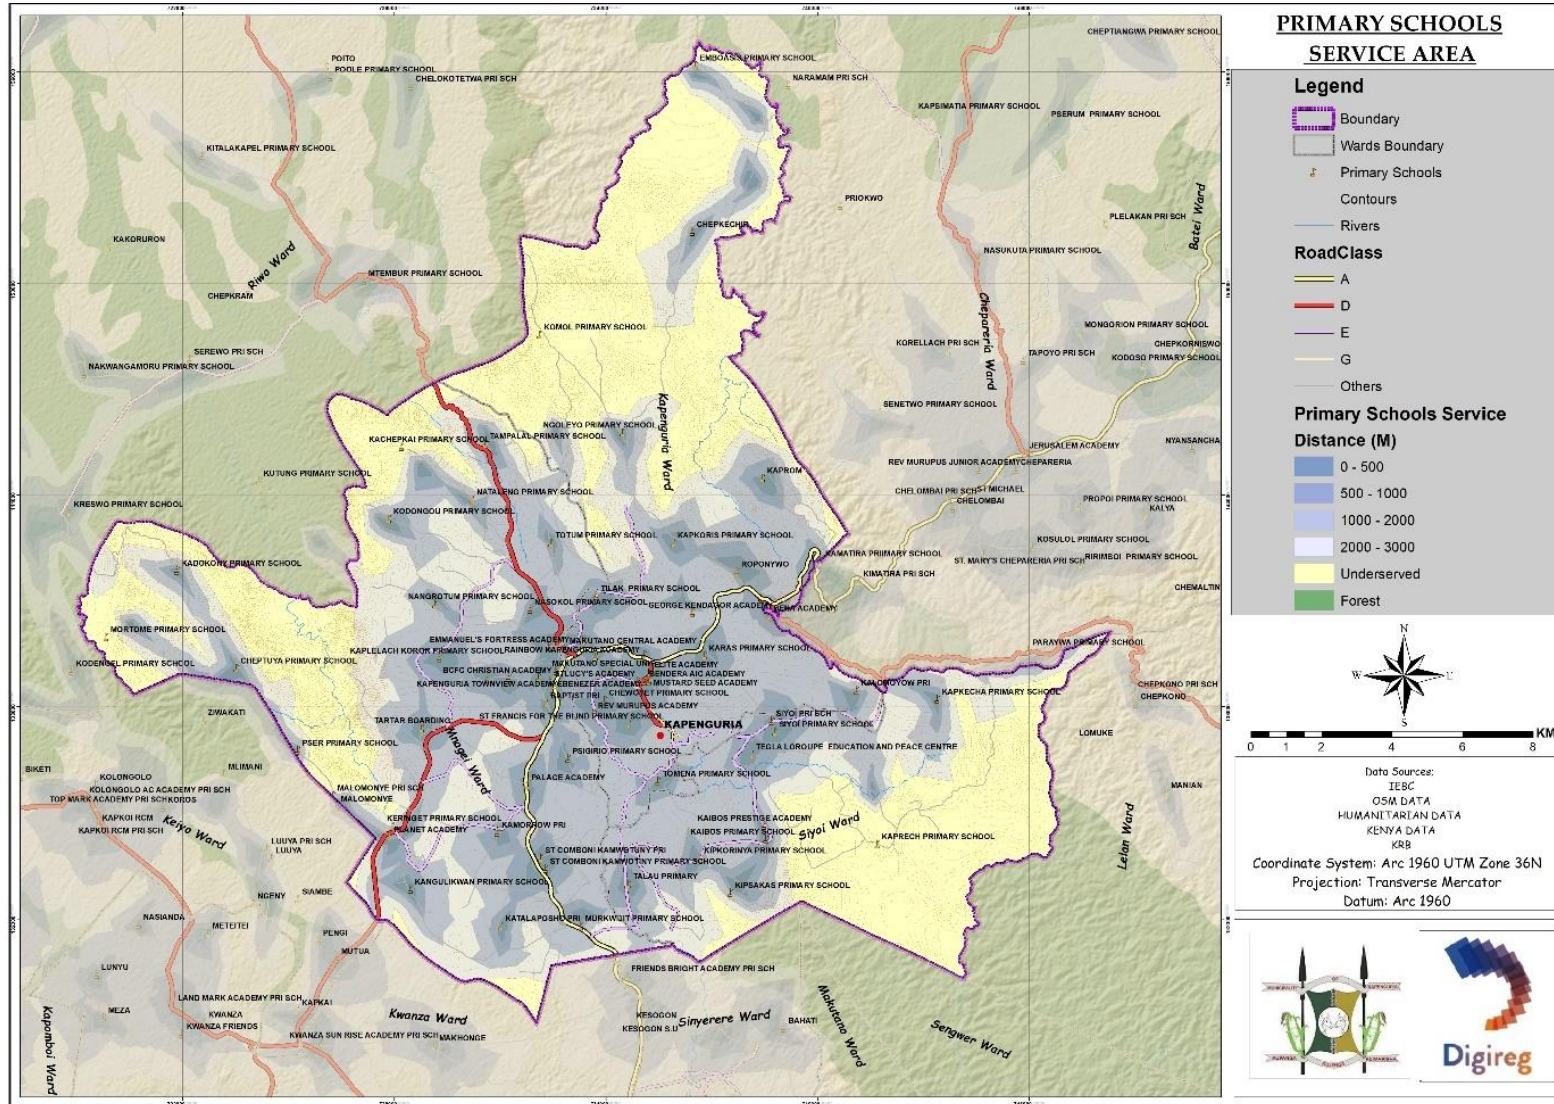 PRIMARY SCHOOLS
SERVICE AREA
Legend
Boundary
Wards Boundary
Primary Schools
Contours
Rivers
RoadClass
A
D
E
G
Others
Primary Schools Service
Distance (M)
0 - 500
500 - 1000
1000 - 2000
2000 - 3000
Underserved
Forest
N
S
0 1 2 4 6 8 KM
Data Sources:
IEBC
OSM DATA
HUMANITARIAN DATA
KENYA DATA
KRB
Coordinate System: Arc 1960 UTM Zone 36N
Projection: Transverse Mercator
Datum: Arc 1960
Digireg
CHEPTIANGWA PRIMARY SCHOOL
POITO
POOLE PRIMARY SCHOOL
CHELOKOTETWA PRI SCH
PRIMARY SCHOOL
NARAMAM PRI SCH
KAPSIMATIA PRIMARY SCHOOL
PSERUM PRIMARY SCHOOL
KITALAKAPEL PRIMARY SCHOOL
PRIOKWO
PLELAKAN PRI SCH
Batei Ward
CHEPKECHIR
KAKORURON
Riwo Ward
NASUKUTA PRIMARY SCHOOL
MTEMBUR PRIMARY SCHOOL
CHEPKRAM
Chepareria Ward
KOMOL PRIMARY SCHOOL
MONGORION PRIMARY SCHOOL
CHEPKORNISWO
KORELLACH PRI SCH
TAPOYO PRI SCH
KODOSO PRIMARY SCHOOL
SEREWO PRI SCH
NAKWANGAMORU PRIMARY SCHOOL
SENETWO PRIMARY SCHOOL
Kapenguria Ward
NGOLEYO PRIMARY SCHOOL
TAMPALAL PRIMARY SCHOOL
KACHEPKAI PRIMARY SCHOOL
JERUSALEM ACADEMY
NYANSANCHA
REV MURUPUS JUNIOR ACADEMY
CHEPARERIA
KAPROM
KUTUNG PRIMARY SCHOOL
NATALENG PRIMARY SCHOOL
CHELOMBAI PRI SCH
ST MICHAEL
CHELOMBAI
PROPOI PRIMARY SCHOOL
KALYA
KRESWO PRIMARY SCHOOL
KODONGOU PRIMARY SCHOOL
TOTUM PRIMARY SCHOOL
KAPKORIS PRIMARY SCHOOL
KOSULOL PRIMARY SCHOOL
KAMATIRA PRIMARY SCHOOL
ST. MARY'S CHEPARERIA PRI SCH
RIRIMBOI PRIMARY SCHOOL
ROPONYWO
KIMATIRA PRI SCH
KADOKONY PRIMARY SCHOOL
CHEMALTIN
TILAK PRIMARY SCHOOL
NANGROTUM PRIMARY SCHOOL
NASOKOL PRIMARY SCHOOL
GEORGE KENDAGOR ACADEMY
ACADEMY
MORTOME PRIMARY SCHOOL
EMMANUEL'S FORTRESS ACADEMY
MAKUTANO CENTRAL ACADEMY
KAPLELACH KOROR PRIMARY SCHOOL
RAINBOW KAPENGURIA ACADEMY
KARAS PRIMARY SCHOOL
PARAYWA PRIMARY SCHOOL
KODENGEL PRIMARY SCHOOL
CHEPTUYA PRIMARY SCHOOL
MAKUTANO SPECIAL UNIT
ELITE ACADEMY
BCFC CHRISTIAN ACADEMY
ST LUCY'S ACADEMY
BENDERA AIC ACADEMY
KAPENGURIA TOWNVIEW ACADEMY
EBENEZER ACADEMY
MUSTARD SEED ACADEMY
BAPTIST PRI
CHEWOYET PRIMARY SCHOOL
KAPKECHA PRIMARY SCHOOL
CHEPKONO PRI SCH
CHEPKONO
REV MURUPUS ACADEMY
ZIWAKATI
TARTAR BOARDING
ST FRANCIS FOR THE BLIND PRIMARY SCHOOL
KAPENGURIA
SIYOI PRI SCH
SIYOI PRIMARY SCHOOL
LOMUKE
PSER PRIMARY SCHOOL
Mnagei Ward
PSIGIRIO PRIMARY SCHOOL
TEGLA LOROUPE EDUCATION AND PEACE CENTRE
BIKETI
MLIMANI
KOLONGOLO
PALACE ACADEMY
TOMENA PRIMARY SCHOOL
KOLONGOLO AC ACADEMY PRI SCH
TOP MARK ACADEMY PRI SCH
KOROS
MALOMONYE PRI SCH
MALOMONYE
MANIAN
KAPKOI RCM
KAPKOI RCM PRI SCH
Keiyo Ward
KERINGET PRIMARY SCHOOL
PLANET ACADEMY
KAMORROW PRI
KAIBOS PRESTIGE ACADEMY
KAIBOS PRIMARY SCHOOL
Siyoi Ward
KAPRECH PRIMARY SCHOOL
Lelan Ward
LUUYA PRI SCH
LUUYA
ST COMBONI KAMWOTUNY PRI
KIPKORINYA PRIMARY SCHOOL
ST COMBONI KAMWOTINY PRIMARY SCHOOL
TALAU PRIMARY
KANGULIKWAN PRIMARY SCHOOL
KIPSAKAS PRIMARY SCHOOL
NGENY
SIAMBE
NASIANDA
METEITEI
KATALAPOSHO PRI
MURKWIJIT PRIMARY SCHOOL
PENGI
MUTUA
LUNYU
FRIENDS BRIGHT ACADEMY PRI SCH
LAND MARK ACADEMY PRI SCH
KAPKAI
MEZA
KWANZA
KWANZA FRIENDS
Kwanza Ward
KESOGON
KESOGON S.U
Sinyerere Ward
BAHATI
Makutano Ward
Sengwer Ward
KWANZA SUN RISE ACADEMY PRI SCH
MAKHONGE
Kapomboi Ward